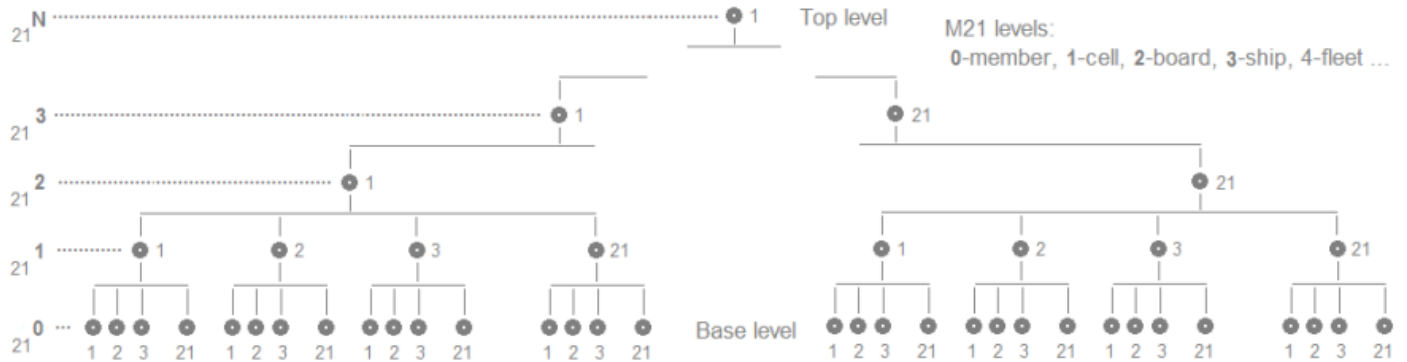 21 N 1 Top level
M21 levels:
0-member, 1-cell, 2-board, 3-ship, 4-fleet ...
21 3 1 21
21 2 1 21
21 1 1 2 3 21 1 2 3 21
21 0 Base level
1 2 3 21 1 2 3 21 1 2 3 21 1 2 3 21 1 2 3 21 1 2 3 21 1 2 3 21 1 2 3 21